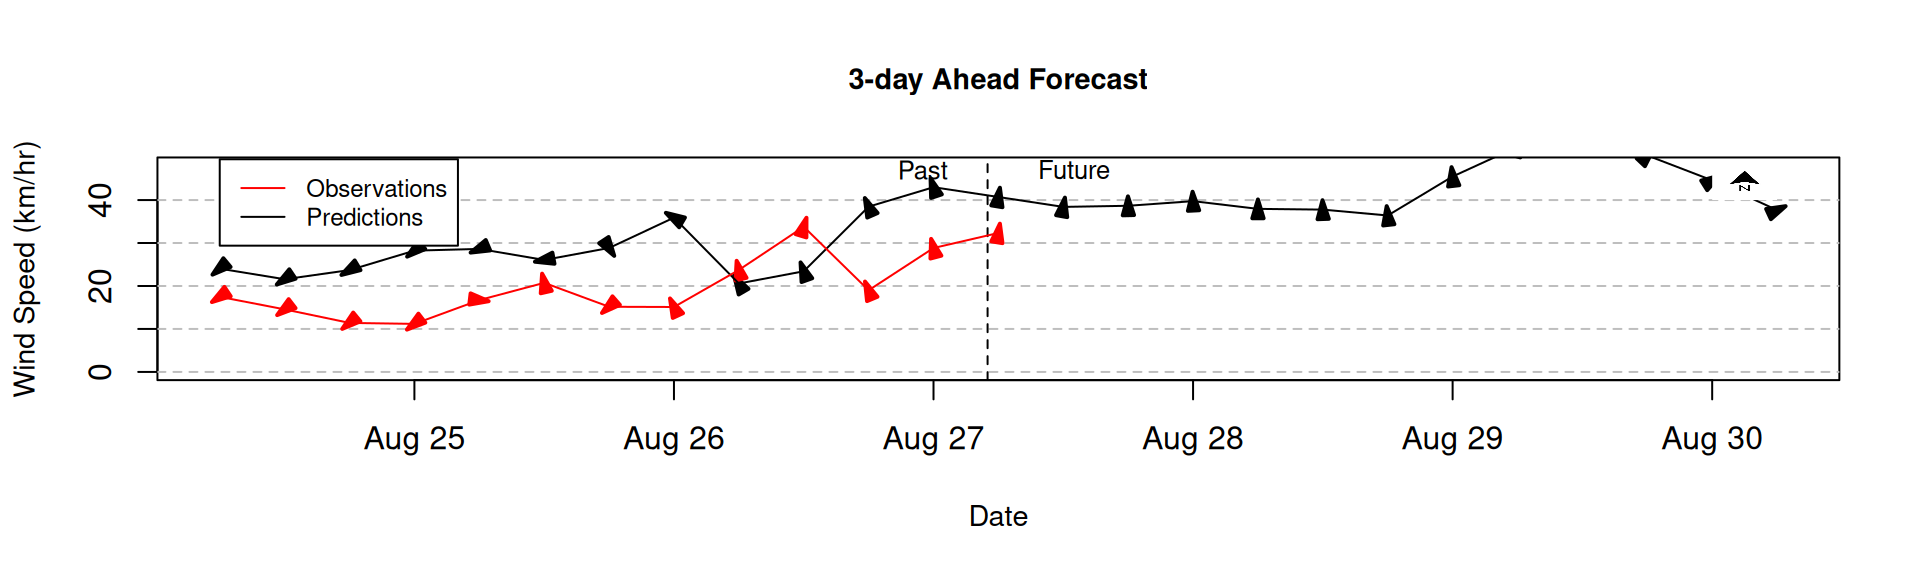 3-day Ahead Forecast
Wind Speed (km/hr)
40
20
0
Observations
Predictions
Past
Future
N
Aug 25
Aug 26
Aug 27
Aug 28
Aug 29
Aug 30
Date